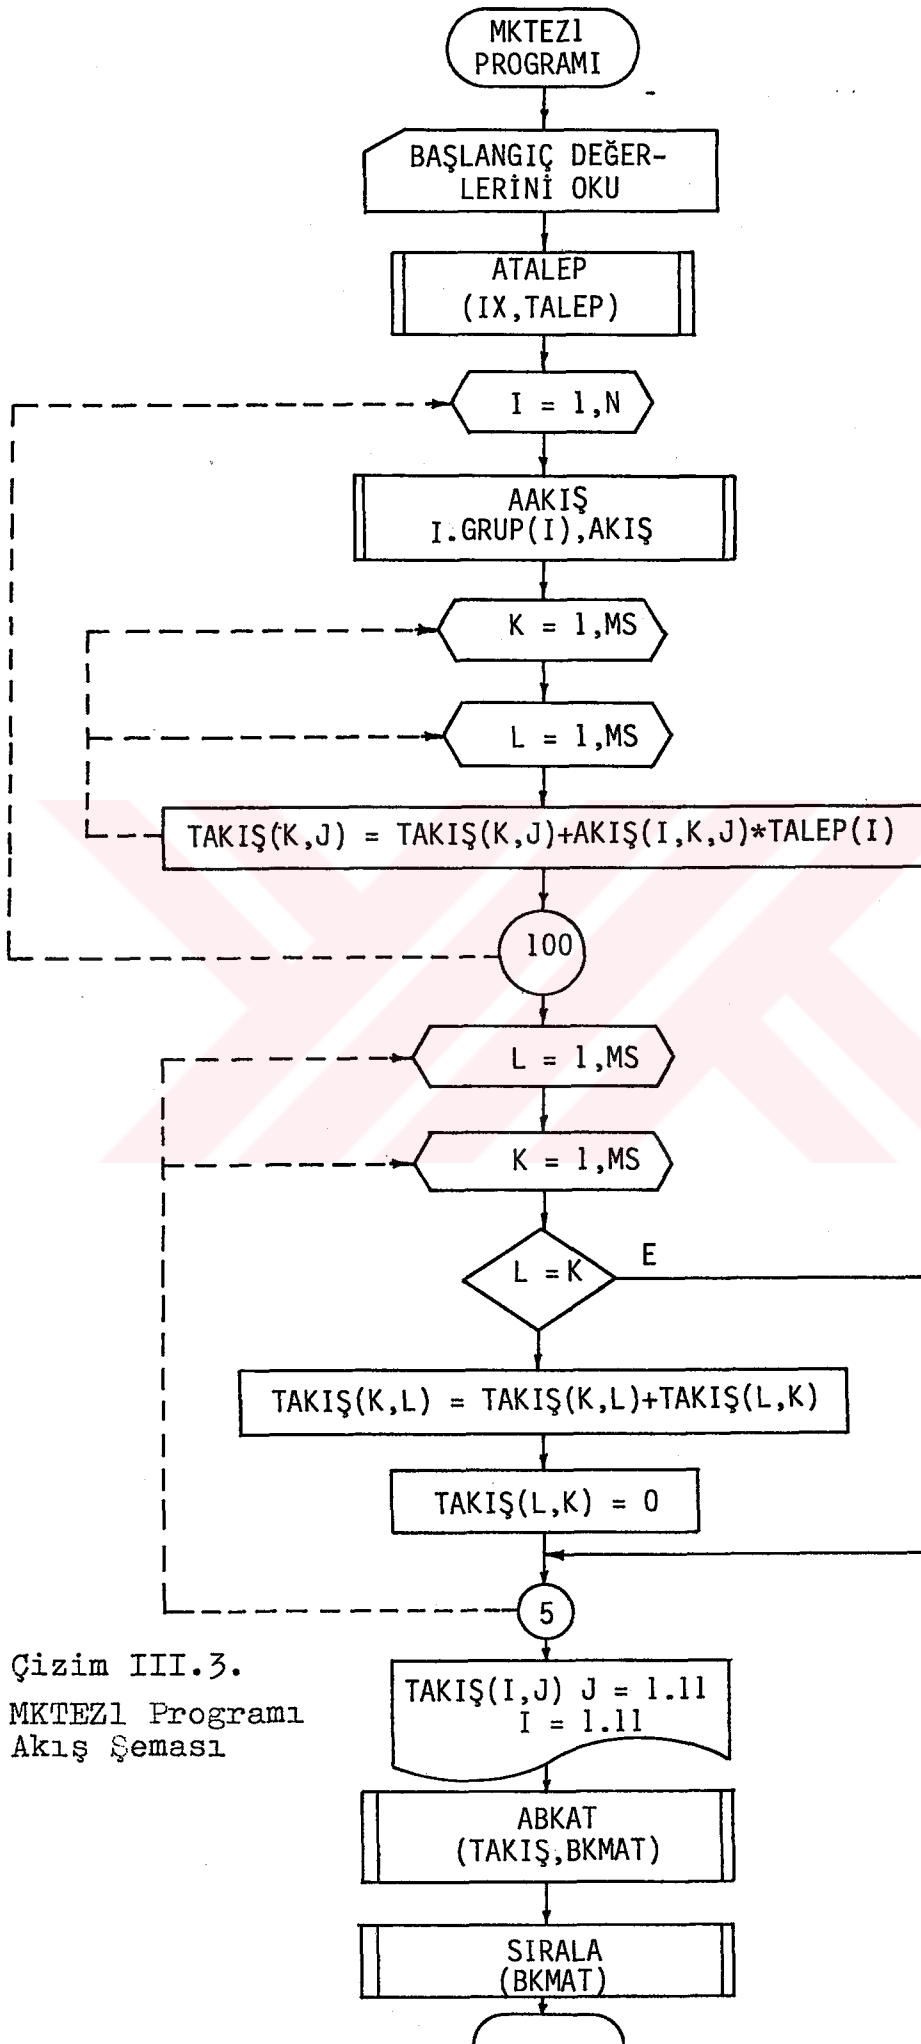 MKTEZ1
PROGRAMI
BAŞLANGIÇ DEĞER-
LERİNİ OKU
ATALEP
(IX,TALEP)
I = 1,N
AAKIŞ
I.GRUP(I),AKIŞ
K = 1,MS
L = 1,MS
TAKIŞ(K,J) = TAKIŞ(K,J)+AKIŞ(I,K,J)*TALEP(I)
100
L = 1,MS
K = 1,MS
L = K
E
TAKIŞ(K,L) = TAKIŞ(K,L)+TAKIŞ(L,K)
TAKIŞ(L,K) = 0
5
Çizim III.3.
MKTEZ1 Programı
Akış Şeması
TAKIŞ(I,J) J = 1.11
I = 1.11
ABKAT
(TAKIŞ,BKMAT)
SIRALA
(BKMAT)